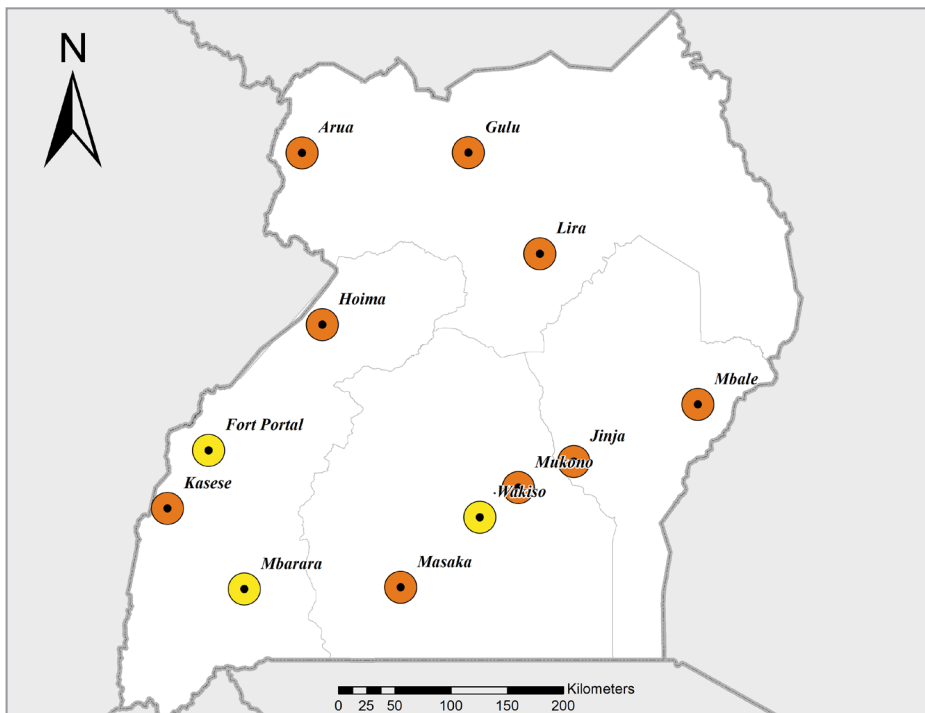 N
Arua
Gulu
Lira
Hoima
Mbale
Fort Portal
Jinja
Mukono
Kasese
Wakiso
Mbarara
Masaka
Kilometers
0 25 50 100 150 200